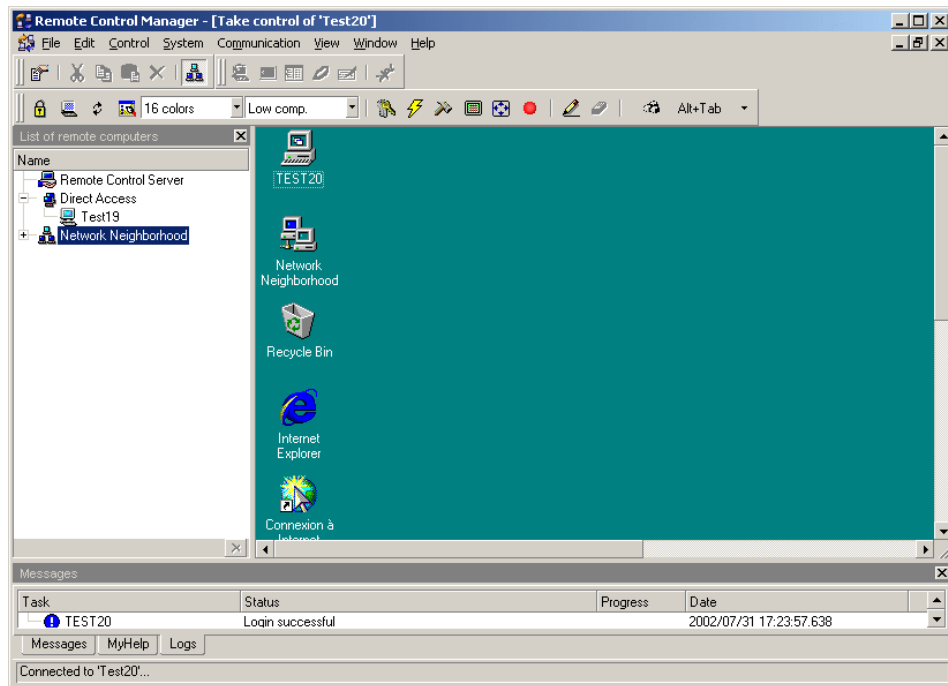 Remote Control Manager - [Take control of 'Test20']
File Edit Control System Communication View Window Help
16 colors Low comp. Alt+Tab
List of remote computers
Name
Remote Control Server
Direct Access
Test19
Network Neighborhood
TEST20
Network
Neighborhood
Recycle Bin
Internet
Explorer
Connexion à
Internet
Messages
Task Status Progress Date
TEST20 Login successful 2002/07/31 17:23:57.638
Messages MyHelp Logs
Connected to 'Test20'...